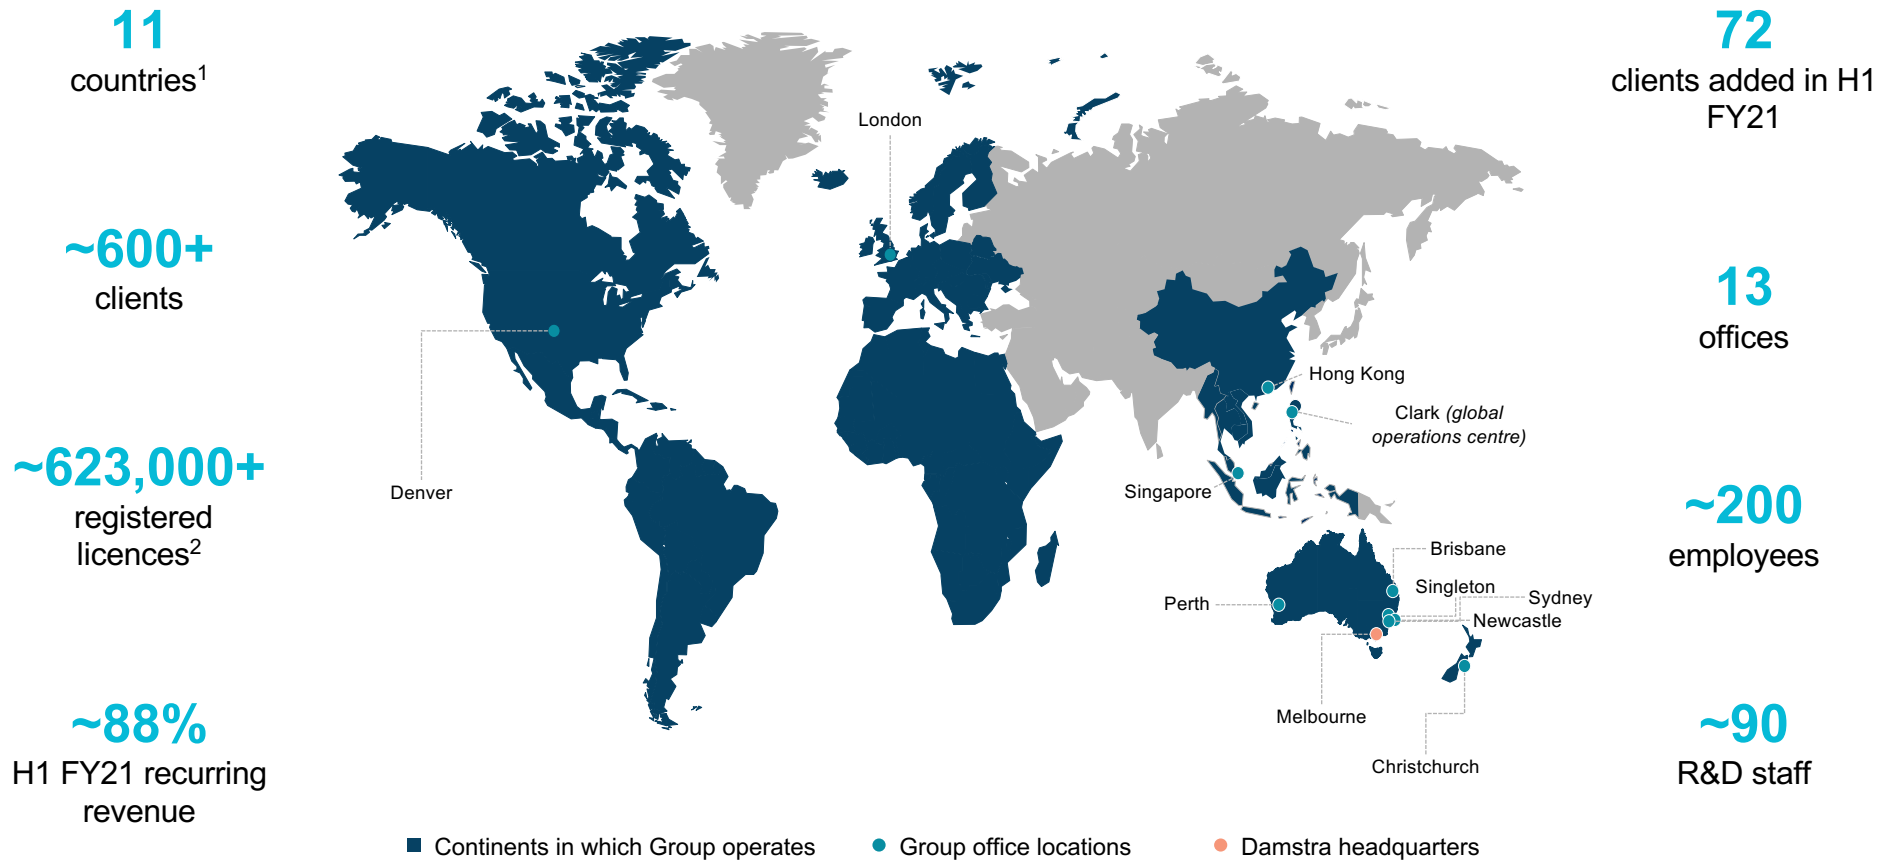 11
countries1
~600+
clients
~623,000+
registered
licences2
~88%
H1 FY21 recurring
revenue
London
Denver
Hong Kong
Clark (global
operations centre)
Singapore
Brisbane
Singleton
Sydney
Newcastle
Perth
Melbourne
Christchurch
72
clients added in H1
FY21
13
offices
~200
employees
~90
R&D staff
Continents in which Group operates
Group office locations
Damstra headquarters